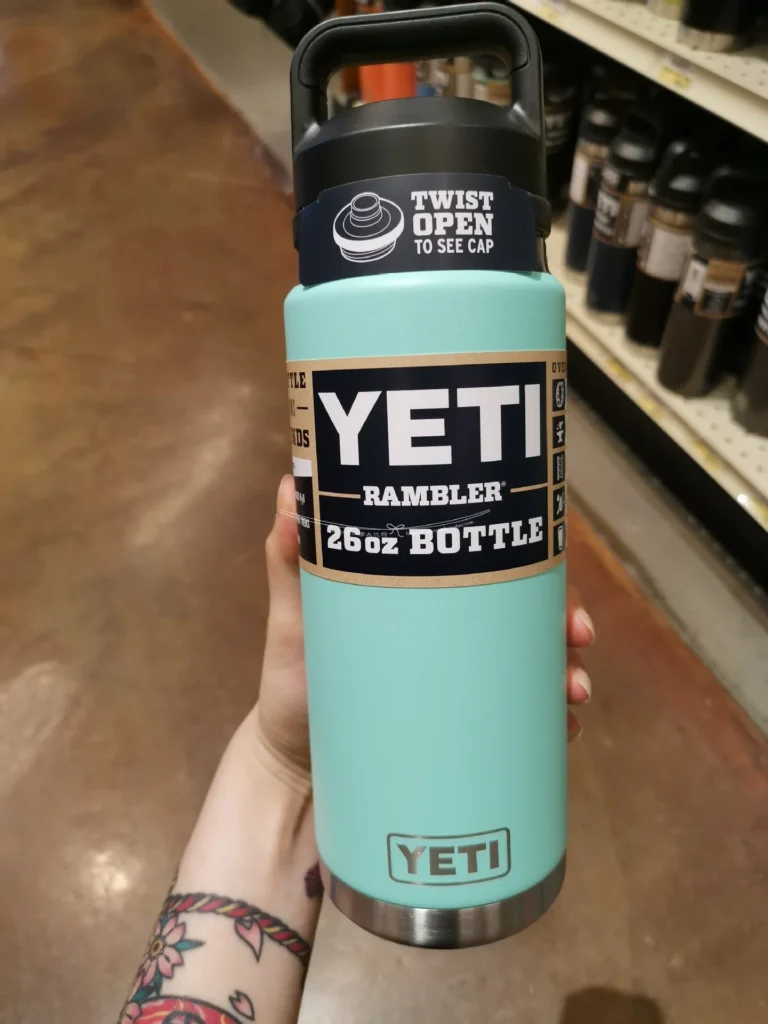 TWIST
OPEN
TO SEE CAP
YETI
RAMBLER®
26oz BOTTLE
YETI